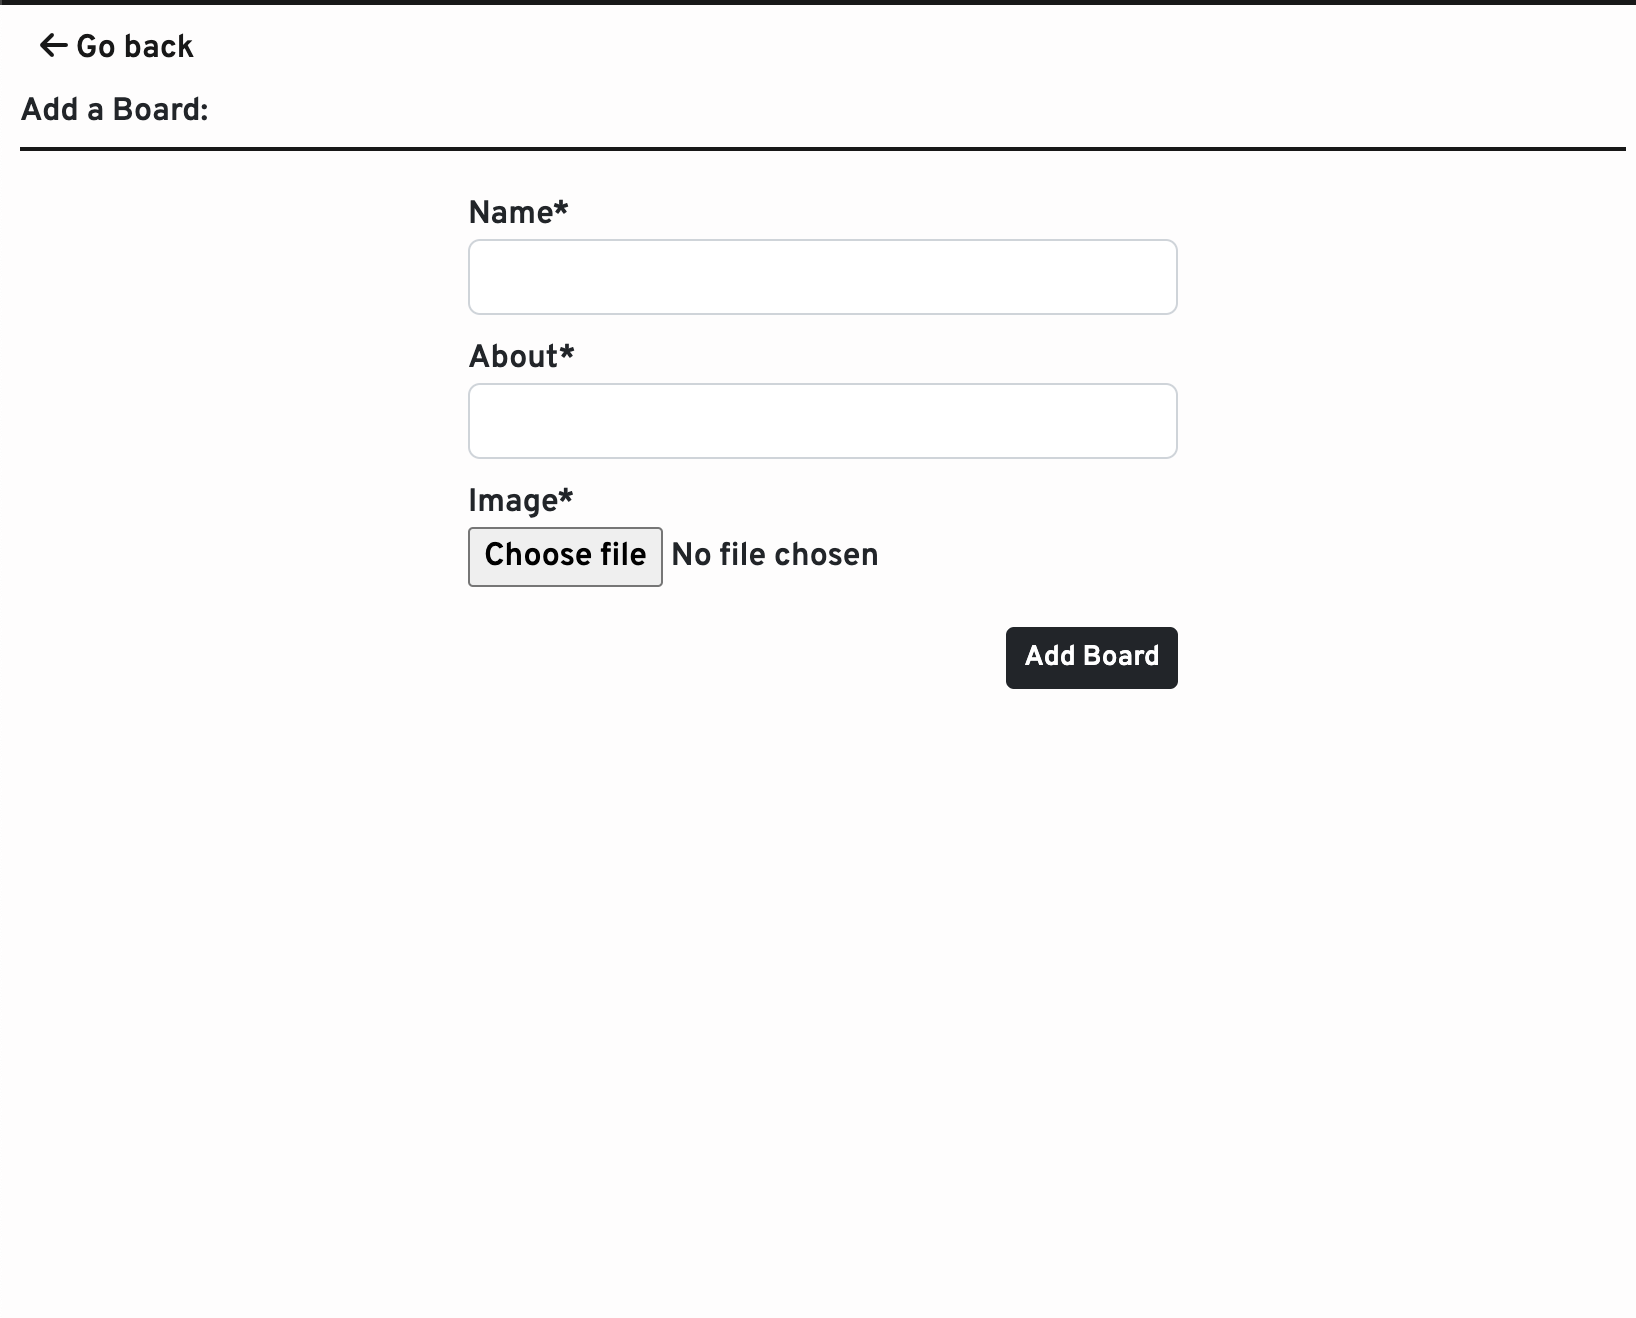 Go back
Add a Board:
Name*
About*
Image*
Choose file No file chosen
Add Board